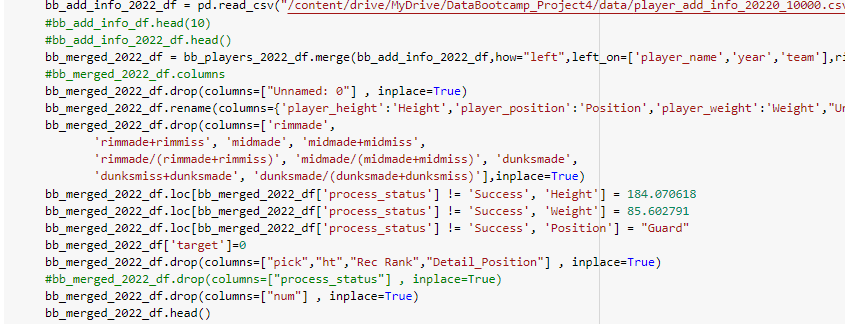 bb_add_info_2022_df = pd.read_csv("/content/drive/MyDrive/DataBootcamp_Project4/data/player_add_info_20220_10000.csv
#bb_add_info_df.head(10)
#bb_add_info_2022_df.head()
bb_merged_2022_df = bb_players_2022_df.merge(bb_add_info_2022_df,how="left",left_on=['player_name','year','team'],ri
#bb_merged_2022_df.columns
bb_merged_2022_df.drop(columns=["Unnamed: 0"] , inplace=True)
bb_merged_2022_df.rename(columns={'player_height':'Height','player_position':'Position','player_weight':'Weight',"Un
bb_merged_2022_df.drop(columns=['rimmade',
'rimmade+rimmiss', 'midmade', 'midmade+midmiss',
'rimmade/(rimmade+rimmiss)', 'midmade/(midmade+midmiss)', 'dunksmade',
'dunksmiss+dunksmade', 'dunksmade/(dunksmade+dunksmiss)'],inplace=True)
bb_merged_2022_df.loc[bb_merged_2022_df['process_status'] != 'Success', 'Height'] = 184.070618
bb_merged_2022_df.loc[bb_merged_2022_df['process_status'] != 'Success', 'Weight'] = 85.602791
bb_merged_2022_df.loc[bb_merged_2022_df['process_status'] != 'Success', 'Position'] = "Guard"
bb_merged_2022_df['target']=0
bb_merged_2022_df.drop(columns=["pick","ht","Rec Rank","Detail_Position"] , inplace=True)
#bb_merged_2022_df.drop(columns=["process_status"] , inplace=True)
bb_merged_2022_df.drop(columns=["num"] , inplace=True)
bb_merged_2022_df.head()